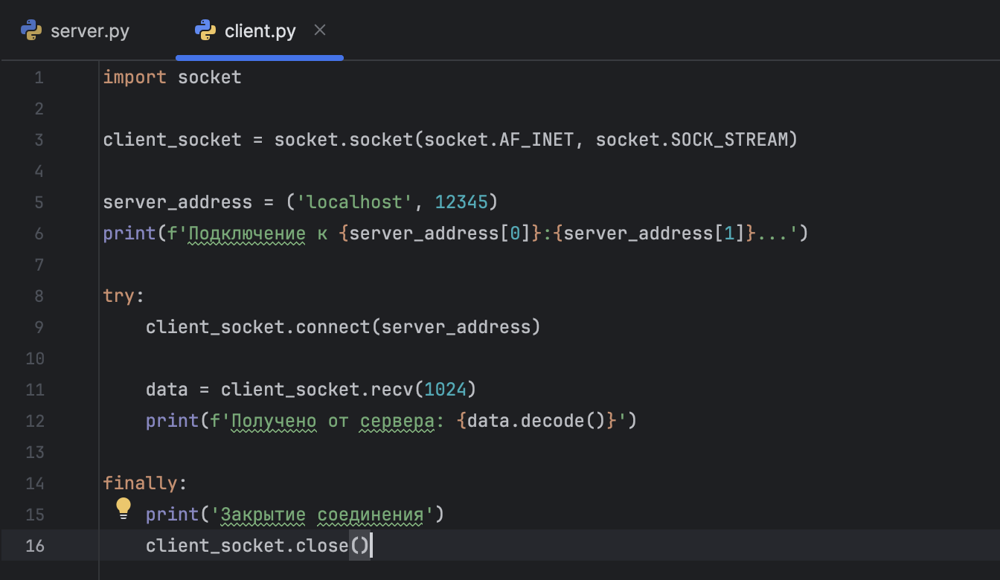 server.py client.py
1 import socket
2
3 client_socket = socket.socket(socket.AF_INET, socket.SOCK_STREAM)
4
5 server_address = ('localhost', 12345)
6 print(f'Подключение к {server_address[0]}:{server_address[1]}...')
7
8 try:
9     client_socket.connect(server_address)
10
11     data = client_socket.recv(1024)
12     print(f'Получено от сервера: {data.decode()}')
13
14 finally:
15     print('Закрытие соединения')
16     client_socket.close()